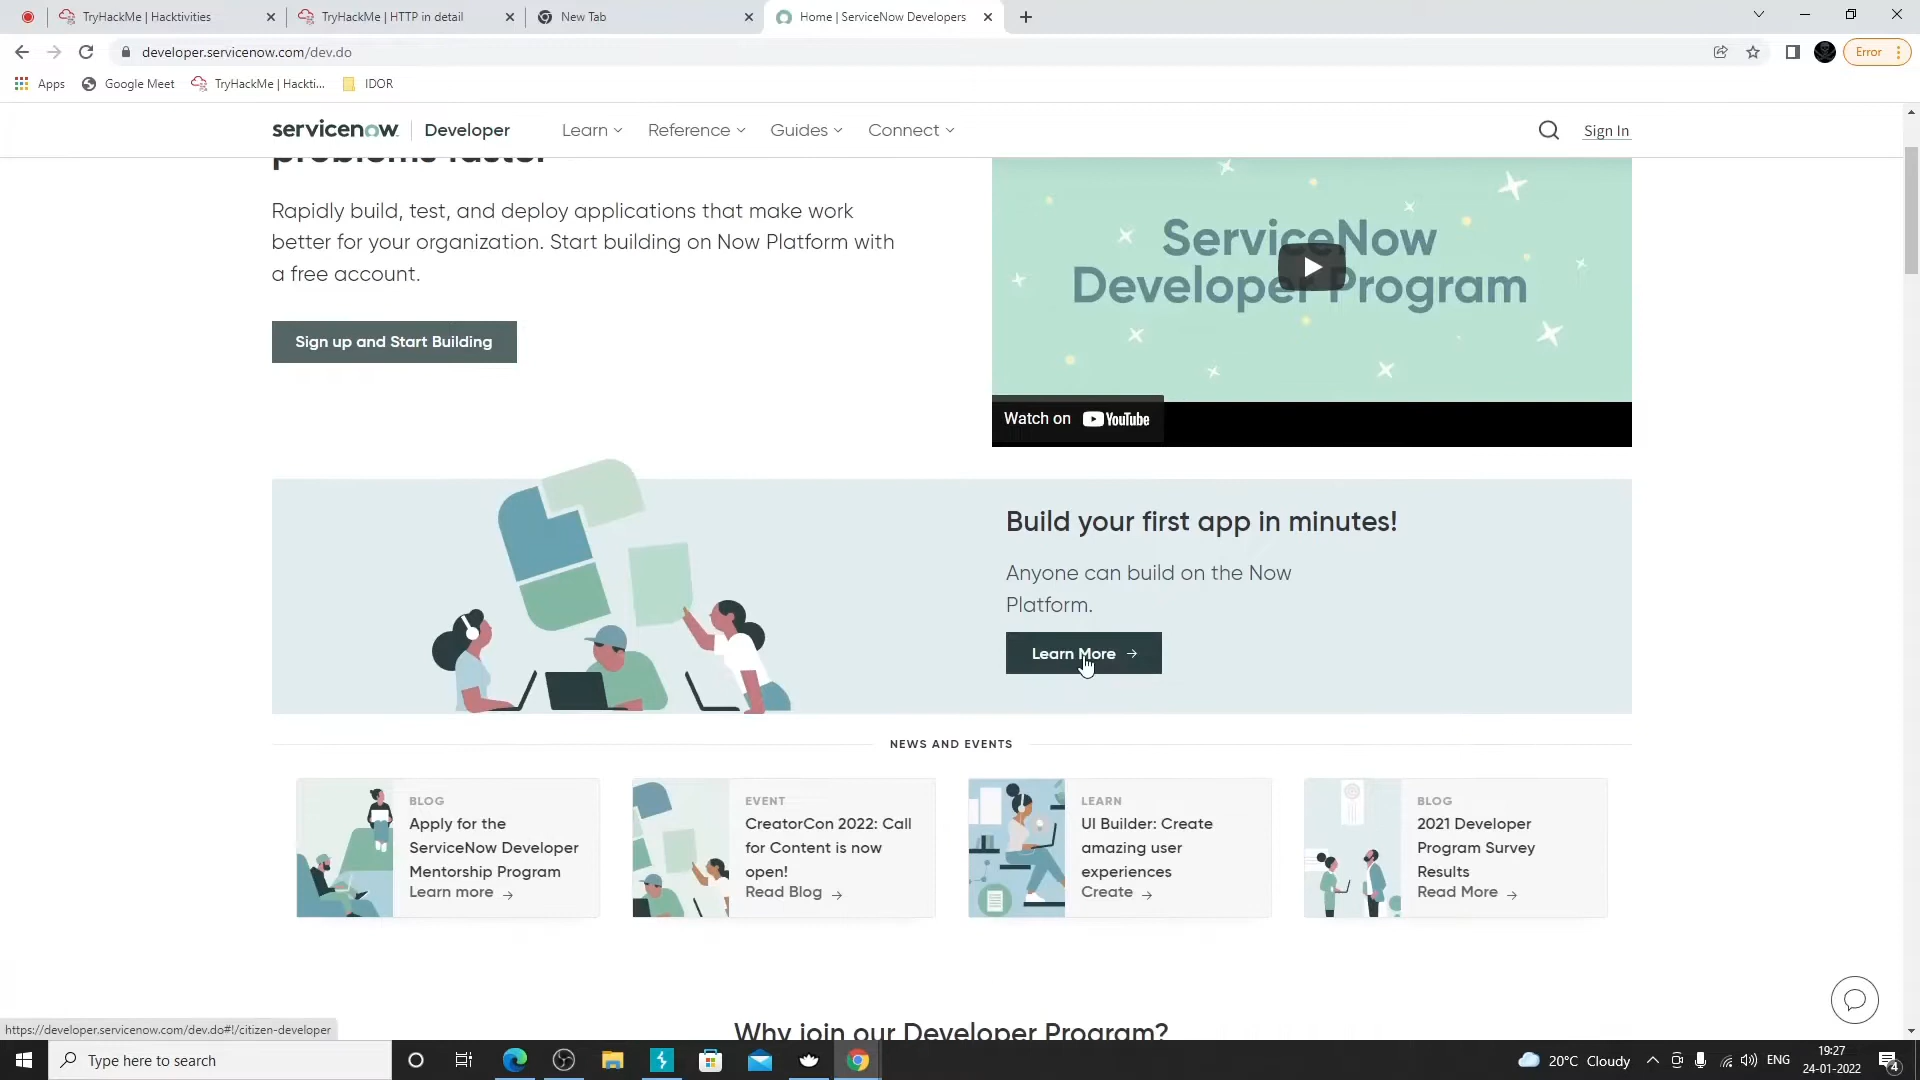 TryHackMe | Hacktivities
TryHackMe | HTTP in detail
New Tab
Home | ServiceNow Developers
developer.servicenow.com/dev.do
Error
Apps
Google Meet
TryHackMe | Hackti...
IDOR
servicenow
Developer
Learn
Reference
Guides
Connect
Sign In
problems faster
Rapidly build, test, and deploy applications that make work
better for your organization. Start building on Now Platform with
a free account.
Sign up and Start Building
ServiceNow
Developer Program
Watch on YouTube
Build your first app in minutes!
Anyone can build on the Now
Platform.
Learn More →
NEWS AND EVENTS
BLOG
Apply for the
ServiceNow Developer
Mentorship Program
Learn more →
EVENT
CreatorCon 2022: Call
for Content is now
open!
Read Blog →
LEARN
UI Builder: Create
amazing user
experiences
Create →
BLOG
2021 Developer
Program Survey
Results
Read More →
Why join our Developer Program?
https://developer.servicenow.com/dev.do#!/citizen-developer
Type here to search
20°C Cloudy
ENG
19:27
24-01-2022
4